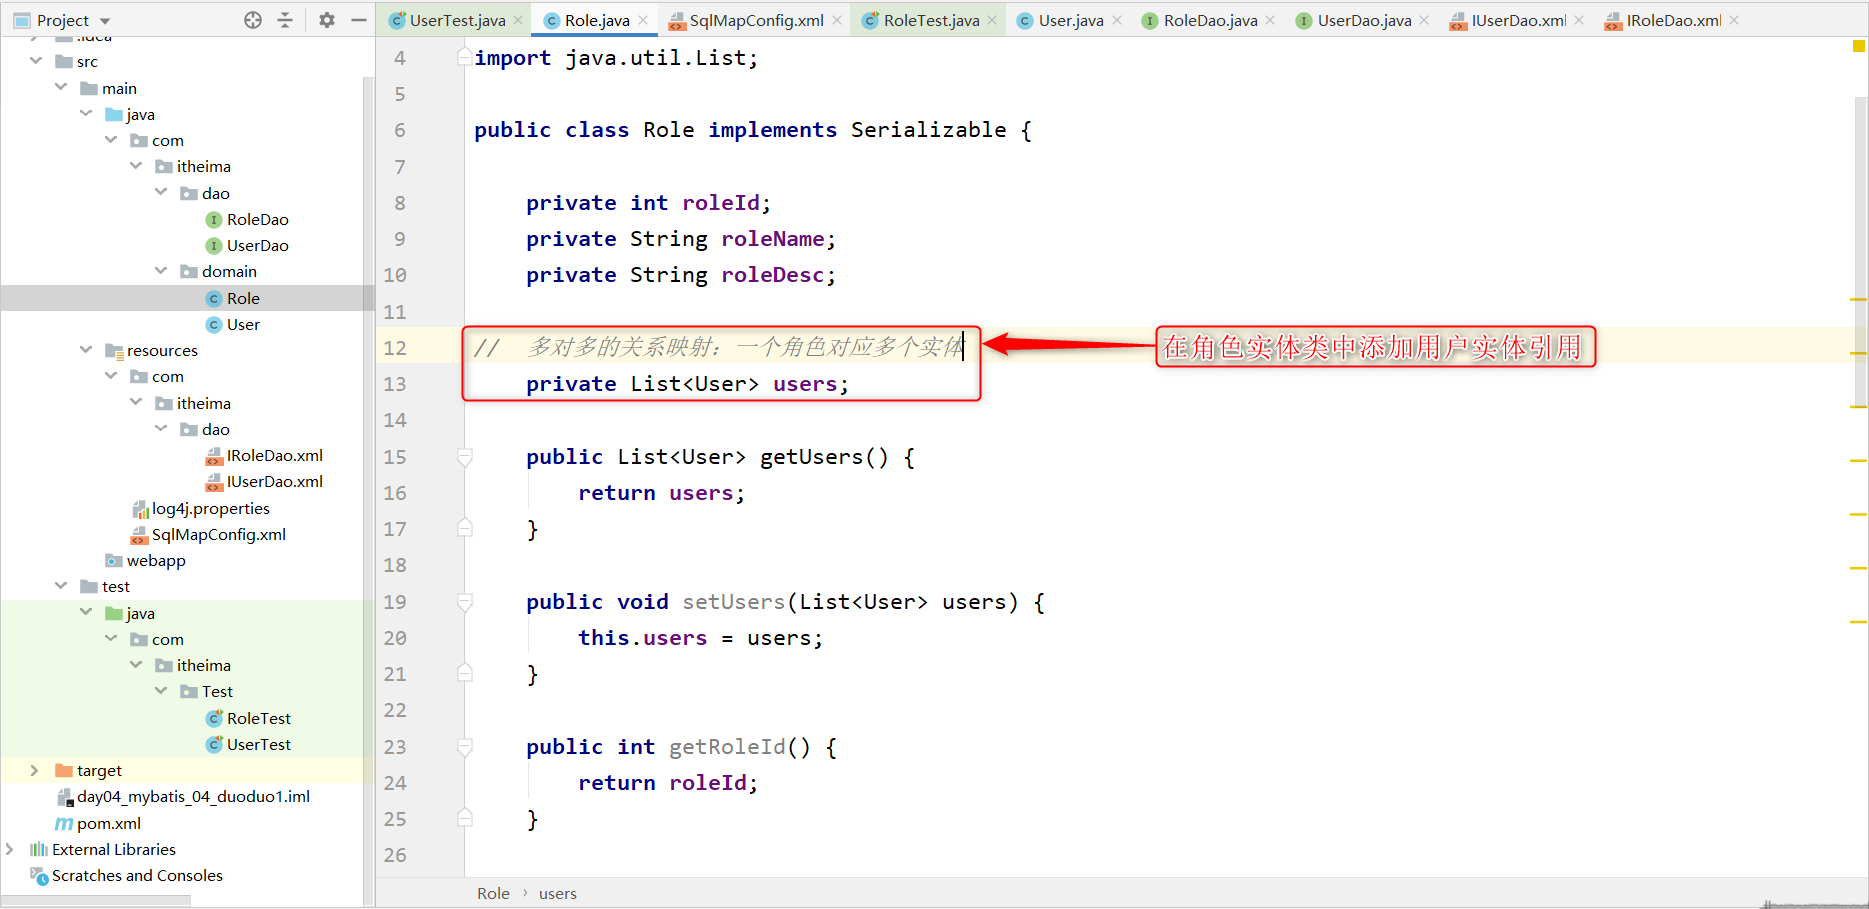 Project
UserTest.java
Role.java
SqlMapConfig.xml
RoleTest.java
User.java
RoleDao.java
UserDao.java
IUserDao.xml
IRoleDao.xml
.idea
src
main
java
com
itheima
dao
RoleDao
UserDao
domain
Role
User
resources
com
itheima
dao
IRoleDao.xml
IUserDao.xml
log4j.properties
SqlMapConfig.xml
webapp
test
java
com
itheima
Test
RoleTest
UserTest
target
day04_mybatis_04_duoduo1.iml
pom.xml
External Libraries
Scratches and Consoles
4 import java.util.List;
5
6 public class Role implements Serializable {
7
8 private int roleId;
9 private String roleName;
10 private String roleDesc;
11
12 // 多对多的关系映射：一个角色对应多个实体
在角色实体类中添加用户实体引用
13 private List<User> users;
14
15 public List<User> getUsers() {
16 return users;
17 }
18
19 public void setUsers(List<User> users) {
20 this.users = users;
21 }
22
23 public int getRoleId() {
24 return roleId;
25 }
26
Role › users